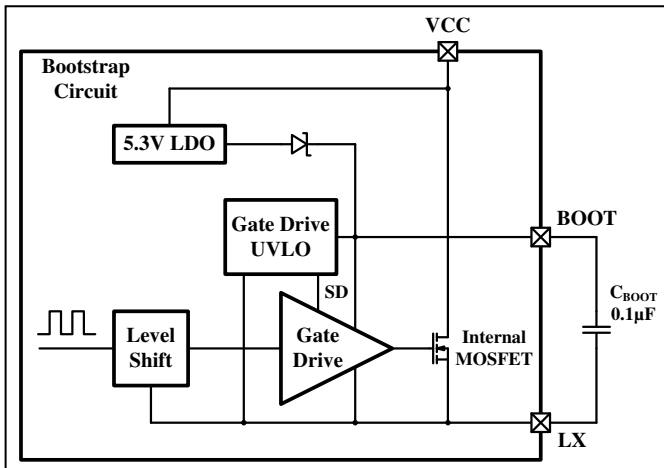 VCC
Bootstrap
Circuit
5.3V LDO
Gate Drive
UVLO
BOOT
SD
C_BOOT
0.1µF
Level
Shift
Gate
Drive
Internal
MOSFET
LX